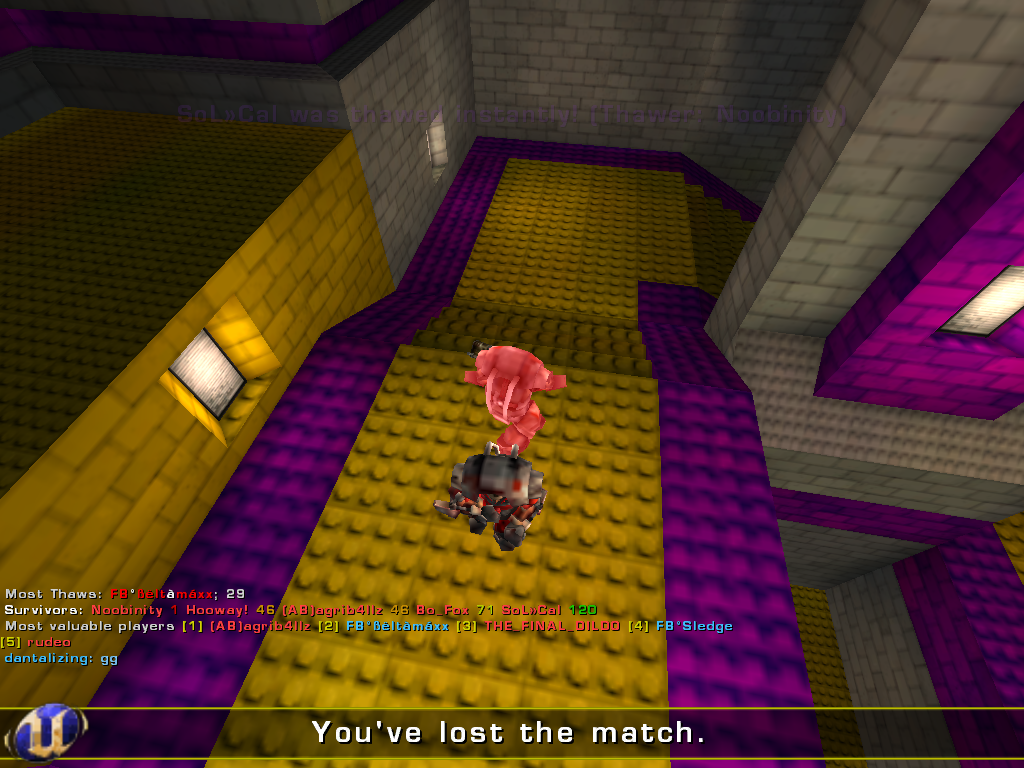 SoL»Cal was thawed instantly! (Thawer: Noobinity)
Most Thaws: FB°ßêltâmáxx; 29
Survivors: Noobinity 1 Hooway! 46 (AB)agrib4llz 46 Bo_Fox 71 SoL»Cal 120
Most valuable players [1] (AB)agrib4llz [2] FB°ßêltâmáxx [3] THE_FINAL_DILDO [4] FB°Sledge
[5] rudeo
dantalizing: gg
U
You've lost the match.